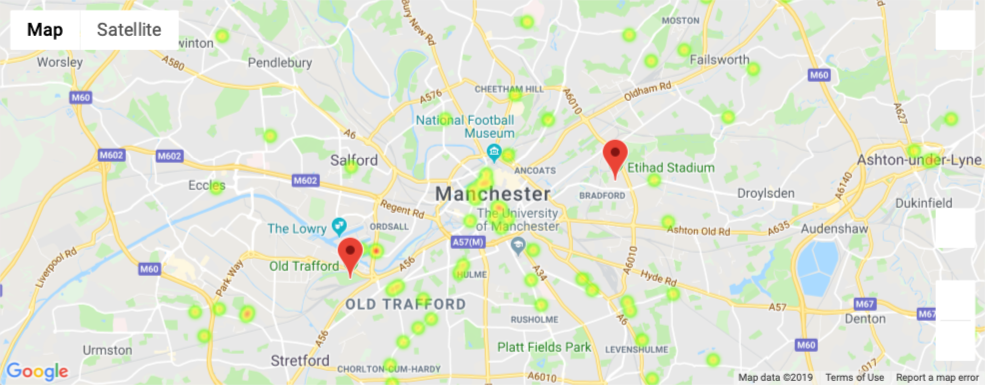 Map
Satellite
MOSTON
winton
Bury New Rd
Worsley
Pendlebury
Failsworth
A580
M60
M60
A576
CHEETHAM HILL
A6010
Oldham Rd
A627
National Football
Museum
A6
M602
M602
Salford
ANCOATS
Etihad Stadium
Ashton-under-Lyne
Eccles
M602
Manchester
BRADFORD
Droylsden
A6140
Dukinfield
Regent Rd
The University
of Manchester
The Lowry
ORDSALL
Ashton Old Rd
A635
Audenshaw
A57(M)
Liverpool Rd
M60
Park Way
Old Trafford
A56
HULME
A34
A6010
Hyde Rd
OLD TRAFFORD
A57
M67
M67
RUSHOLME
A6
Denton
A56
Urmston
Stretford
Platt Fields Park
LEVENSHULME
M60
CHORLTON-CUM-HARDY
A6010
A017
Google
Map data ©2019
Terms of Use
Report a map error